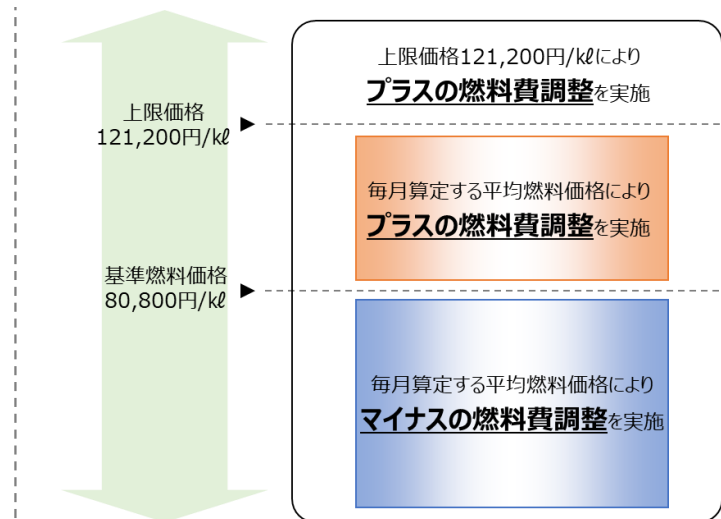 上限価格121,200円/㎘により
プラスの燃料費調整を実施
上限価格
121,200円/㎘
毎月算定する平均燃料価格により
プラスの燃料費調整を実施
基準燃料価格
80,800円/㎘
毎月算定する平均燃料価格により
マイナスの燃料費調整を実施